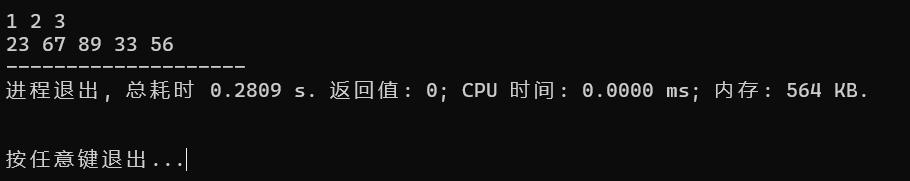 1 2 3
23 67 89 33 56
--------------------
进程退出, 总耗时 0.2809 s. 返回值: 0; CPU 时间: 0.0000 ms; 内存: 564 KB.
按任意键退出...